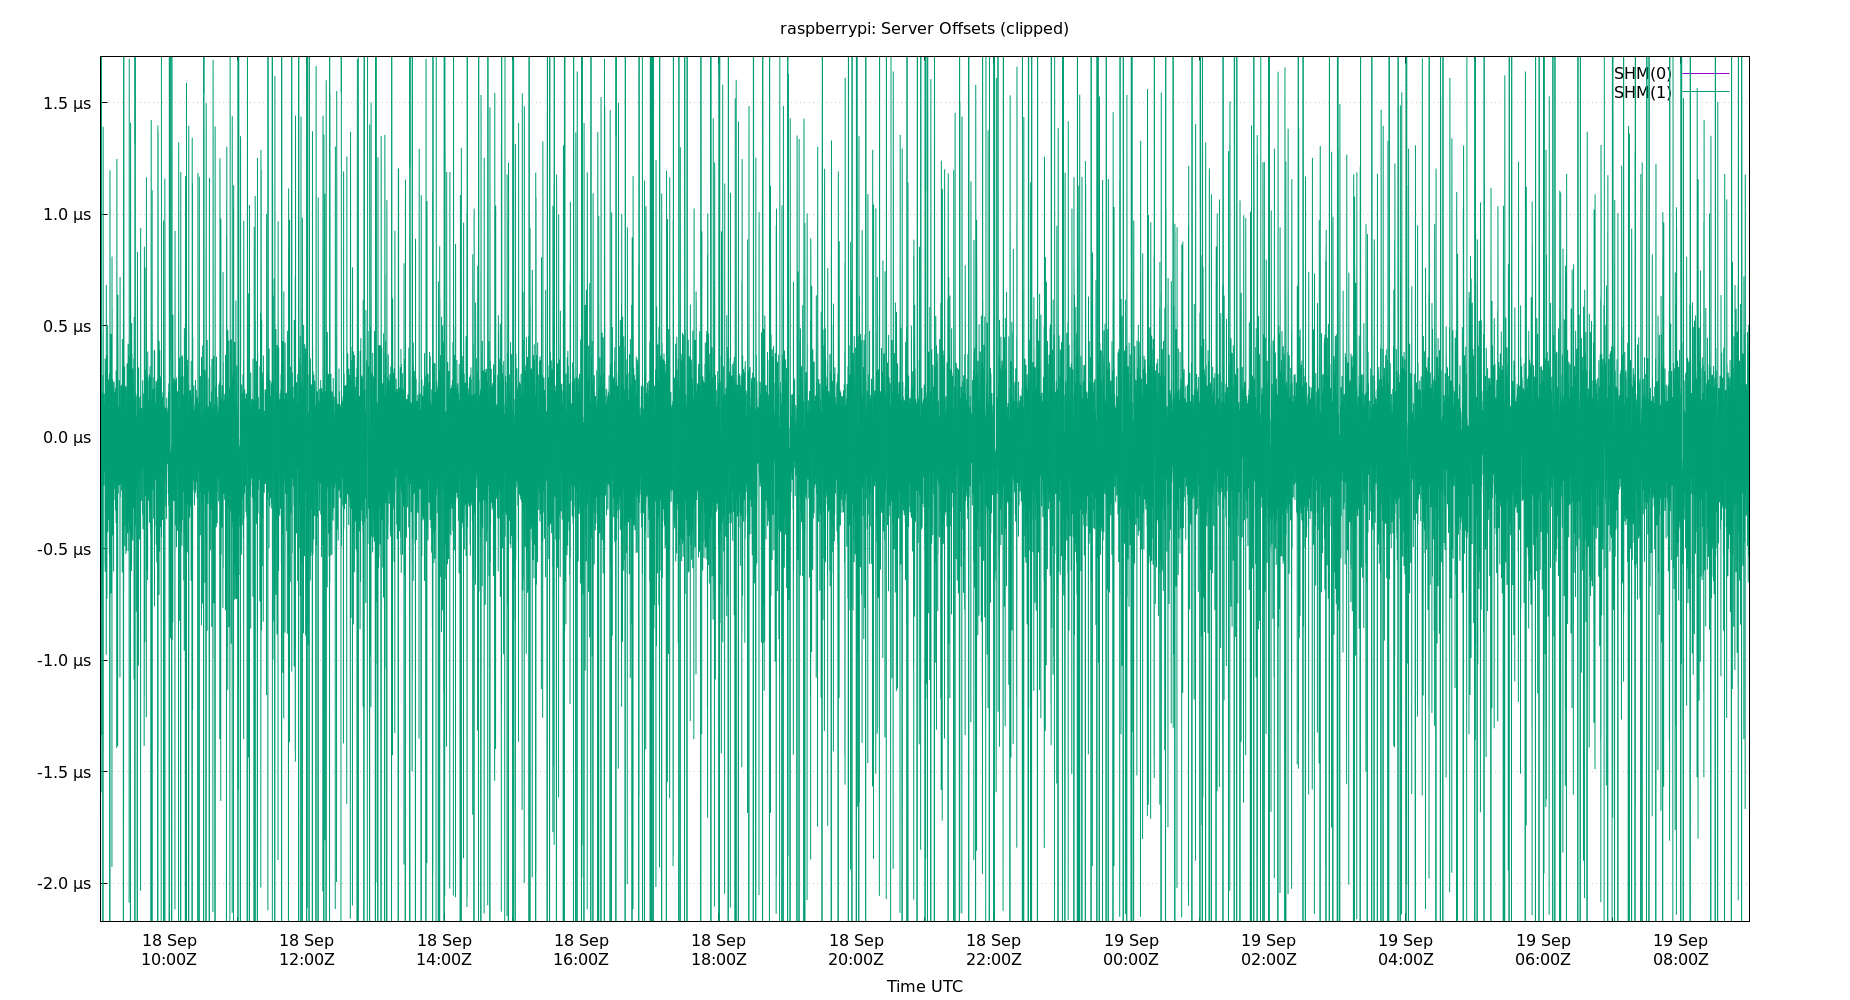 raspberrypi: Server Offsets (clipped)
SHM(0)
SHM(1)
1.5 µs
1.0 µs
0.5 µs
0.0 µs
-0.5 µs
-1.0 µs
-1.5 µs
-2.0 µs
18 Sep 18 Sep 18 Sep 18 Sep 18 Sep 18 Sep 18 Sep 19 Sep 19 Sep 19 Sep 19 Sep 19 Sep
10:00Z 12:00Z 14:00Z 16:00Z 18:00Z 20:00Z 22:00Z 00:00Z 02:00Z 04:00Z 06:00Z 08:00Z
Time UTC